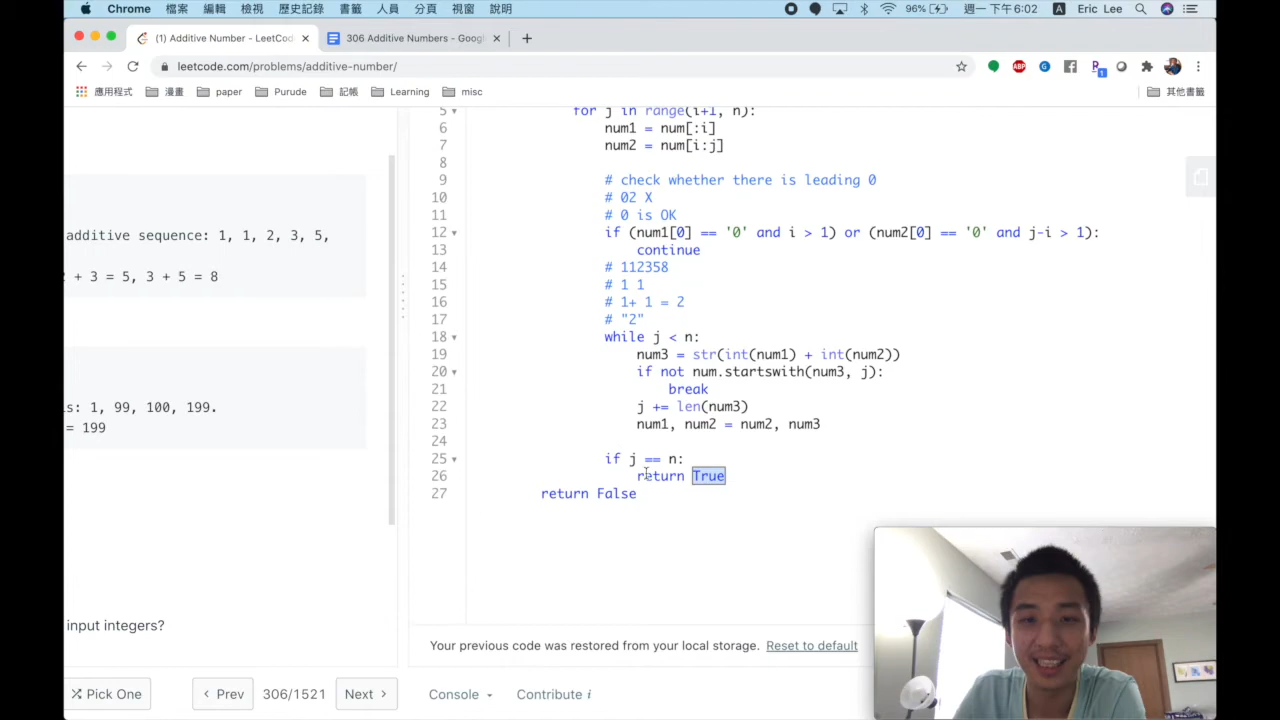 Chrome 檔案 編輯 檢視 歷史記錄 書籤 人員 分頁 視窗 說明 96% 週一 下午6:02 A Eric Lee
(1) Additive Number - LeetCod 306 Additive Numbers - Goog
leetcode.com/problems/additive-number/
應用程式 漫畫 paper Purude 記帳 Learning misc 其他書籤
5 for j in range(i+1, n):
6 num1 = num[:i]
7 num2 = num[i:j]
8
9 # check whether there is leading 0
10 # 02 X
11 # 0 is OK
12 if (num1[0] == '0' and i > 1) or (num2[0] == '0' and j-i > 1):
13 continue
14 # 112358
15 # 1 1
16 # 1+ 1 = 2
17 # "2"
18 while j < n:
19 num3 = str(int(num1) + int(num2))
20 if not num.startswith(num3, j):
21 break
22 j += len(num3)
23 num1, num2 = num2, num3
24
25 if j == n:
26 return True
27 return False
additive sequence: 1, 1, 2, 3, 5,
2 + 3 = 5, 3 + 5 = 8
s: 1, 99, 100, 199.
= 199
input integers?
Your previous code was restored from your local storage. Reset to default
Pick One Prev 306/1521 Next Console Contribute i